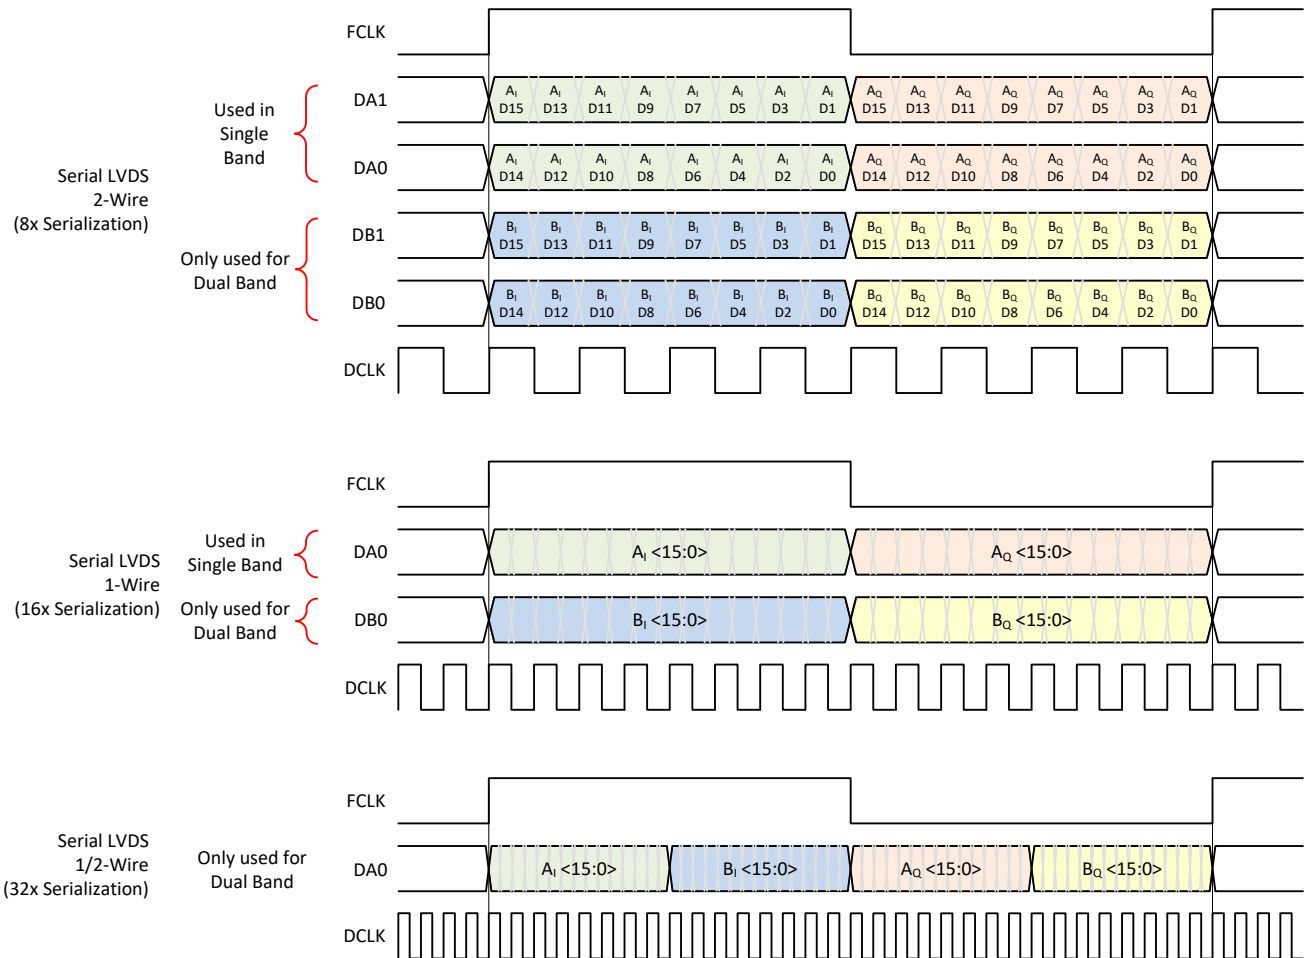 FCLK
Used in
Single
Band
DA1
A_I A_I A_I A_I A_I A_I A_I A_I A_Q A_Q A_Q A_Q A_Q A_Q A_Q A_Q
D15 D13 D11 D9 D7 D5 D3 D1 D15 D13 D11 D9 D7 D5 D3 D1
DA0
A_I A_I A_I A_I A_I A_I A_I A_I A_Q A_Q A_Q A_Q A_Q A_Q A_Q A_Q
D14 D12 D10 D8 D6 D4 D2 D0 D14 D12 D10 D8 D6 D4 D2 D0
Serial LVDS
2-Wire
(8x Serialization)
Only used for
Dual Band
DB1
B_I B_I B_I B_I B_I B_I B_I B_I B_Q B_Q B_Q B_Q B_Q B_Q B_Q B_Q
D15 D13 D11 D9 D7 D5 D3 D1 D15 D13 D11 D9 D7 D5 D3 D1
DB0
B_I B_I B_I B_I B_I B_I B_I B_I B_Q B_Q B_Q B_Q B_Q B_Q B_Q B_Q
D14 D12 D10 D8 D6 D4 D2 D0 D14 D12 D10 D8 D6 D4 D2 D0
DCLK
FCLK
Used in
Single Band
DA0 A_I <15:0> A_Q <15:0>
Serial LVDS
1-Wire
(16x Serialization)
Only used for
Dual Band
DB0 B_I <15:0> B_Q <15:0>
DCLK
FCLK
Serial LVDS
1/2-Wire
(32x Serialization)
Only used for
Dual Band
DA0 A_I <15:0> B_I <15:0> A_Q <15:0> B_Q <15:0>
DCLK